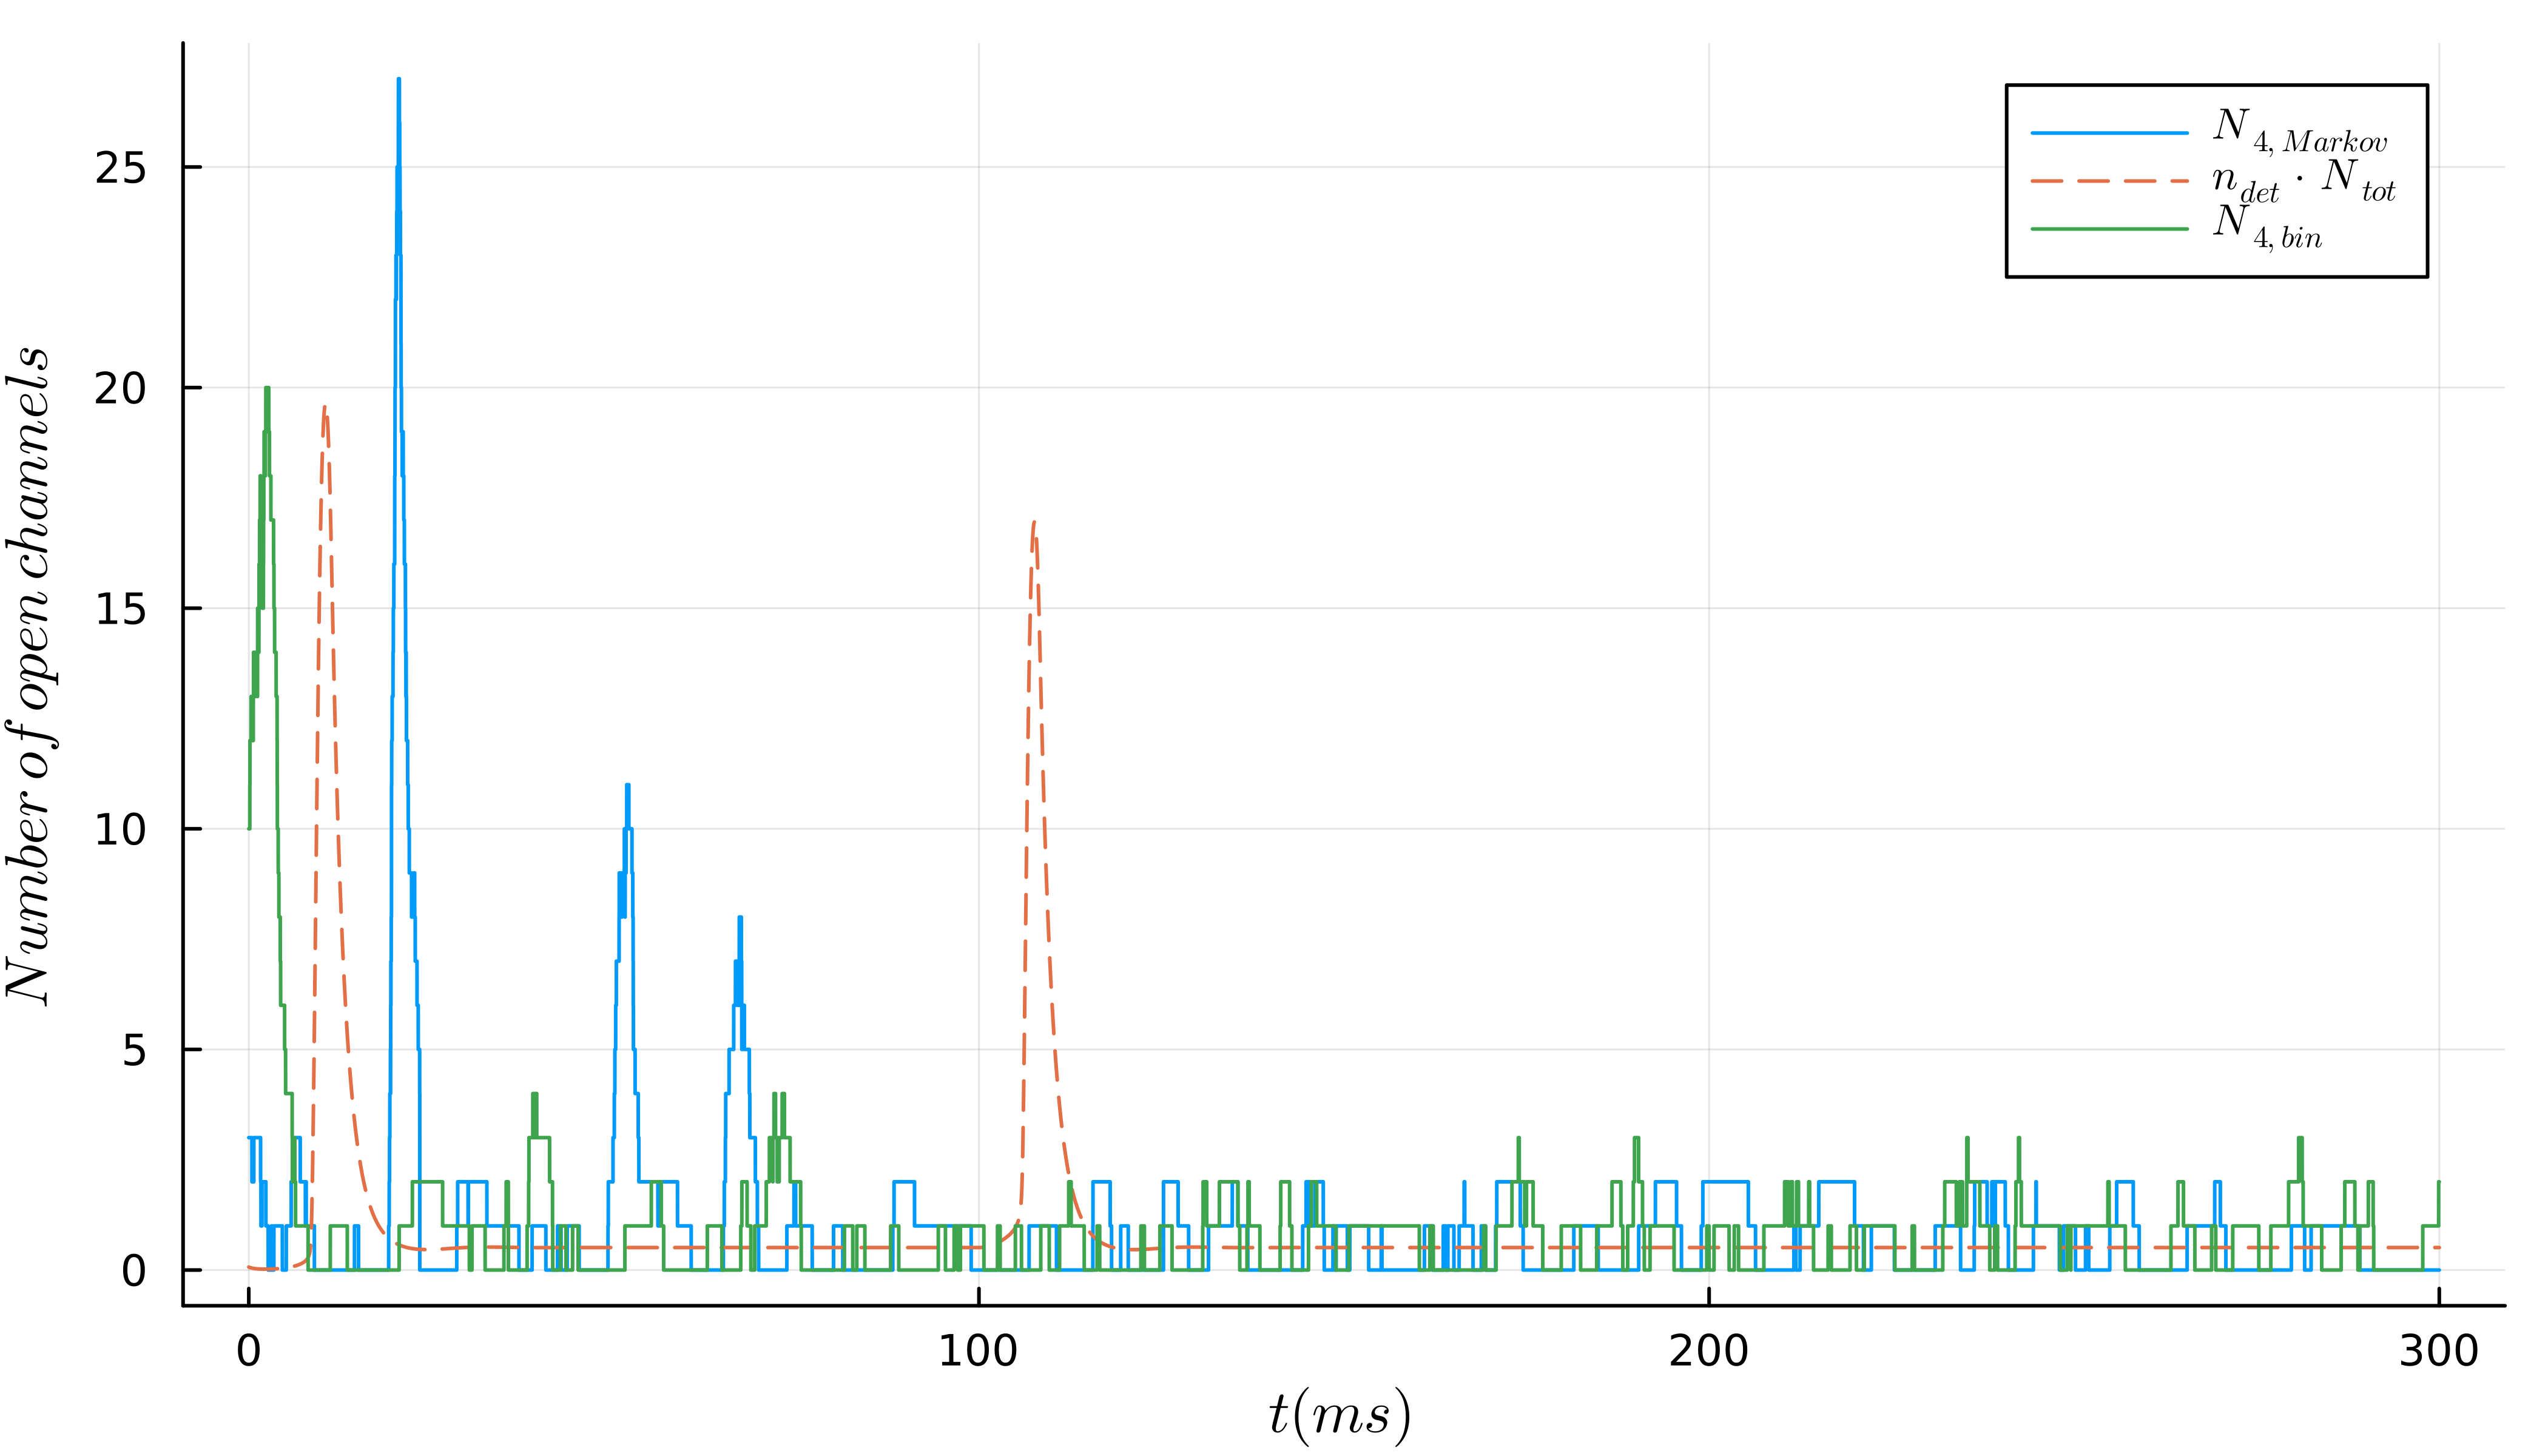 N4, Markov
ndet · Ntot
N4, bin
Number of open channels
25
20
15
10
5
0
0 100 200 300
t(ms)